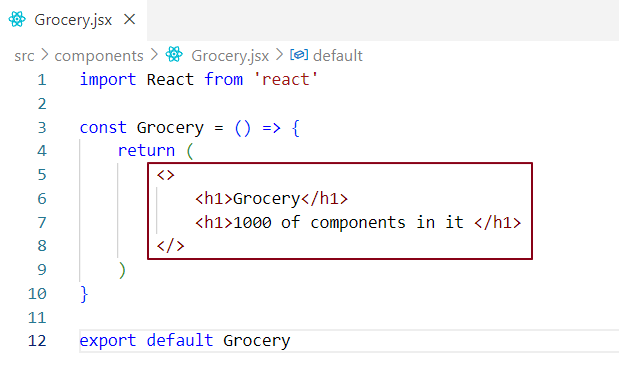 Grocery.jsx ×
src > components > Grocery.jsx > default
1 import React from 'react'
2
3 const Grocery = () => {
4 return (
5 <>
6 <h1>Grocery</h1>
7 <h1>1000 of components in it </h1>
8 </>
9 )
10 }
11
12 export default Grocery